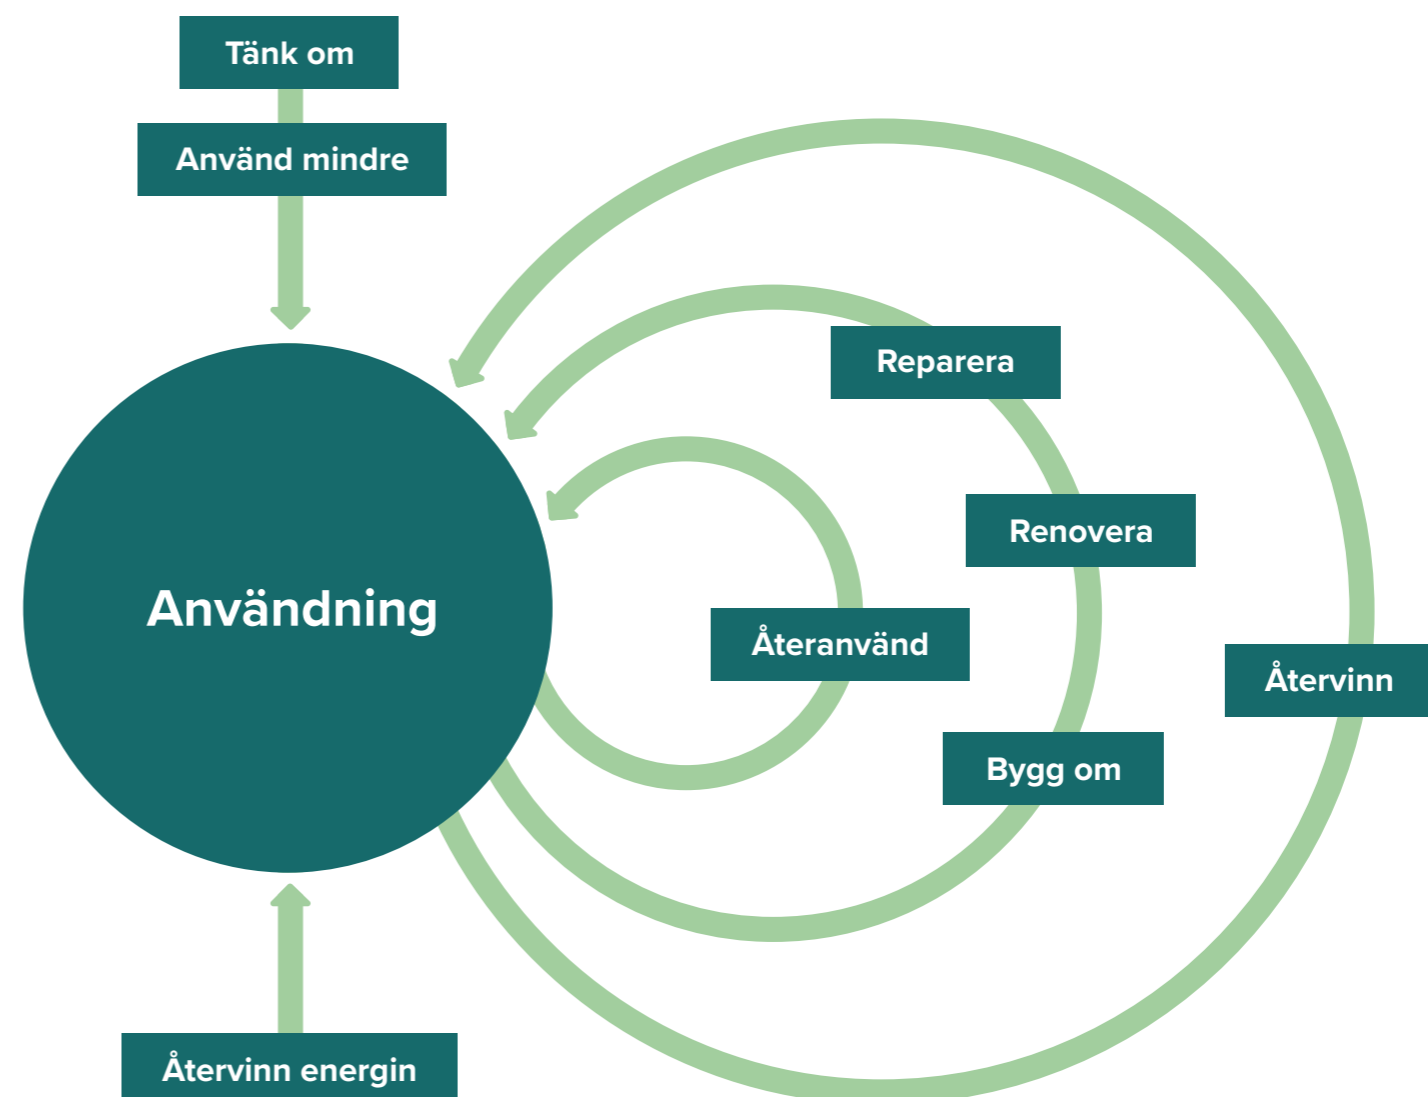 Tänk om
Använd mindre
Reparera
Renovera
Användning
Återanvänd
Återvinn
Bygg om
Återvinn energin